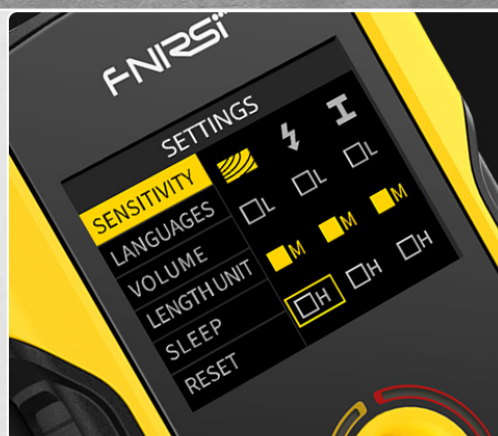 FNIRSI
SETTINGS
SENSITIVITY
LANGUAGES
VOLUME
LENGTH UNIT
SLEEP
RESET
L L L
M M M
H H H